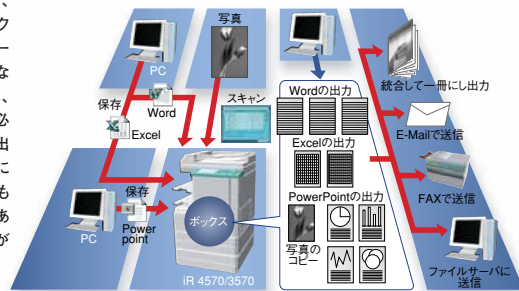 、
ク
ー
な
、
必
出
に
も
あ
が
写真
PC
保存
Word
Excel
スキャン
保存
PC
Power
point
ボックス
iR 4570/3570
Wordの出力
Excelの出力
PowerPointの出力
写真の
コピー
統合して一冊にし出力
E-Mailで送信
FAXで送信
ファイルサーバに
送信